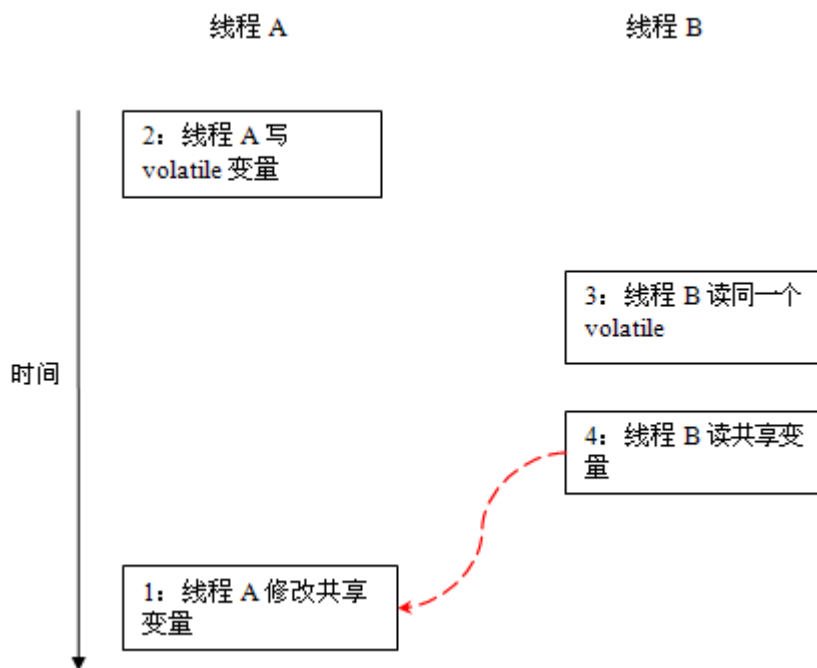 线程 A
线程 B
2：线程 A 写
volatile 变量
3：线程 B 读同一个
volatile
时间
4：线程 B 读共享变
量
1：线程 A 修改共享
变量